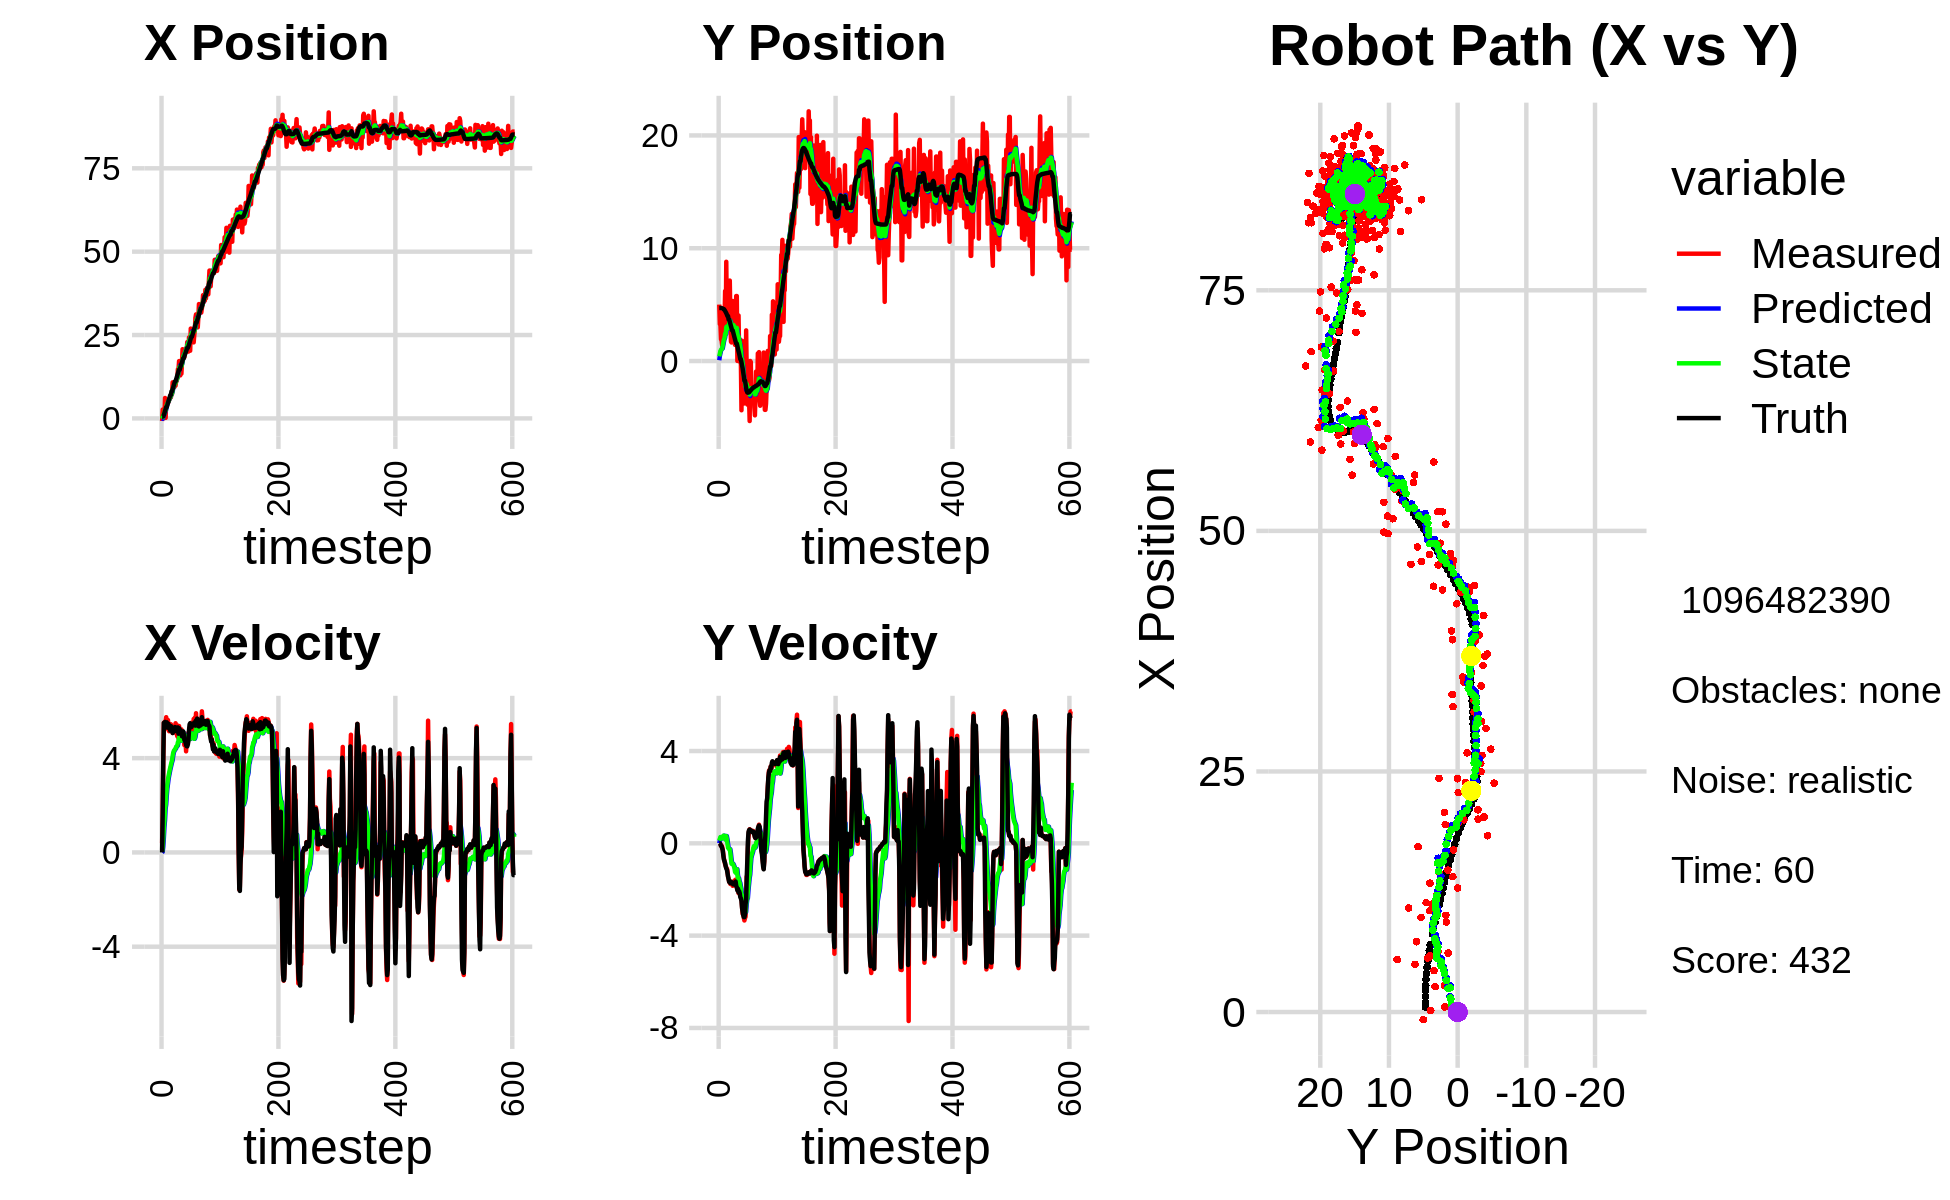 X Position
75
50
25
0
0
200
400
600
timestep
Y Position
20
10
0
0
200
400
600
timestep
X Velocity
4
0
-4
0
200
400
600
timestep
Y Velocity
4
0
-4
-8
0
200
400
600
timestep
Robot Path (X vs Y)
X Position
75
50
25
0
20 10 0 -10 -20
Y Position
variable
Measured
Predicted
State
Truth
1096482390
Obstacles: none
Noise: realistic
Time: 60
Score: 432